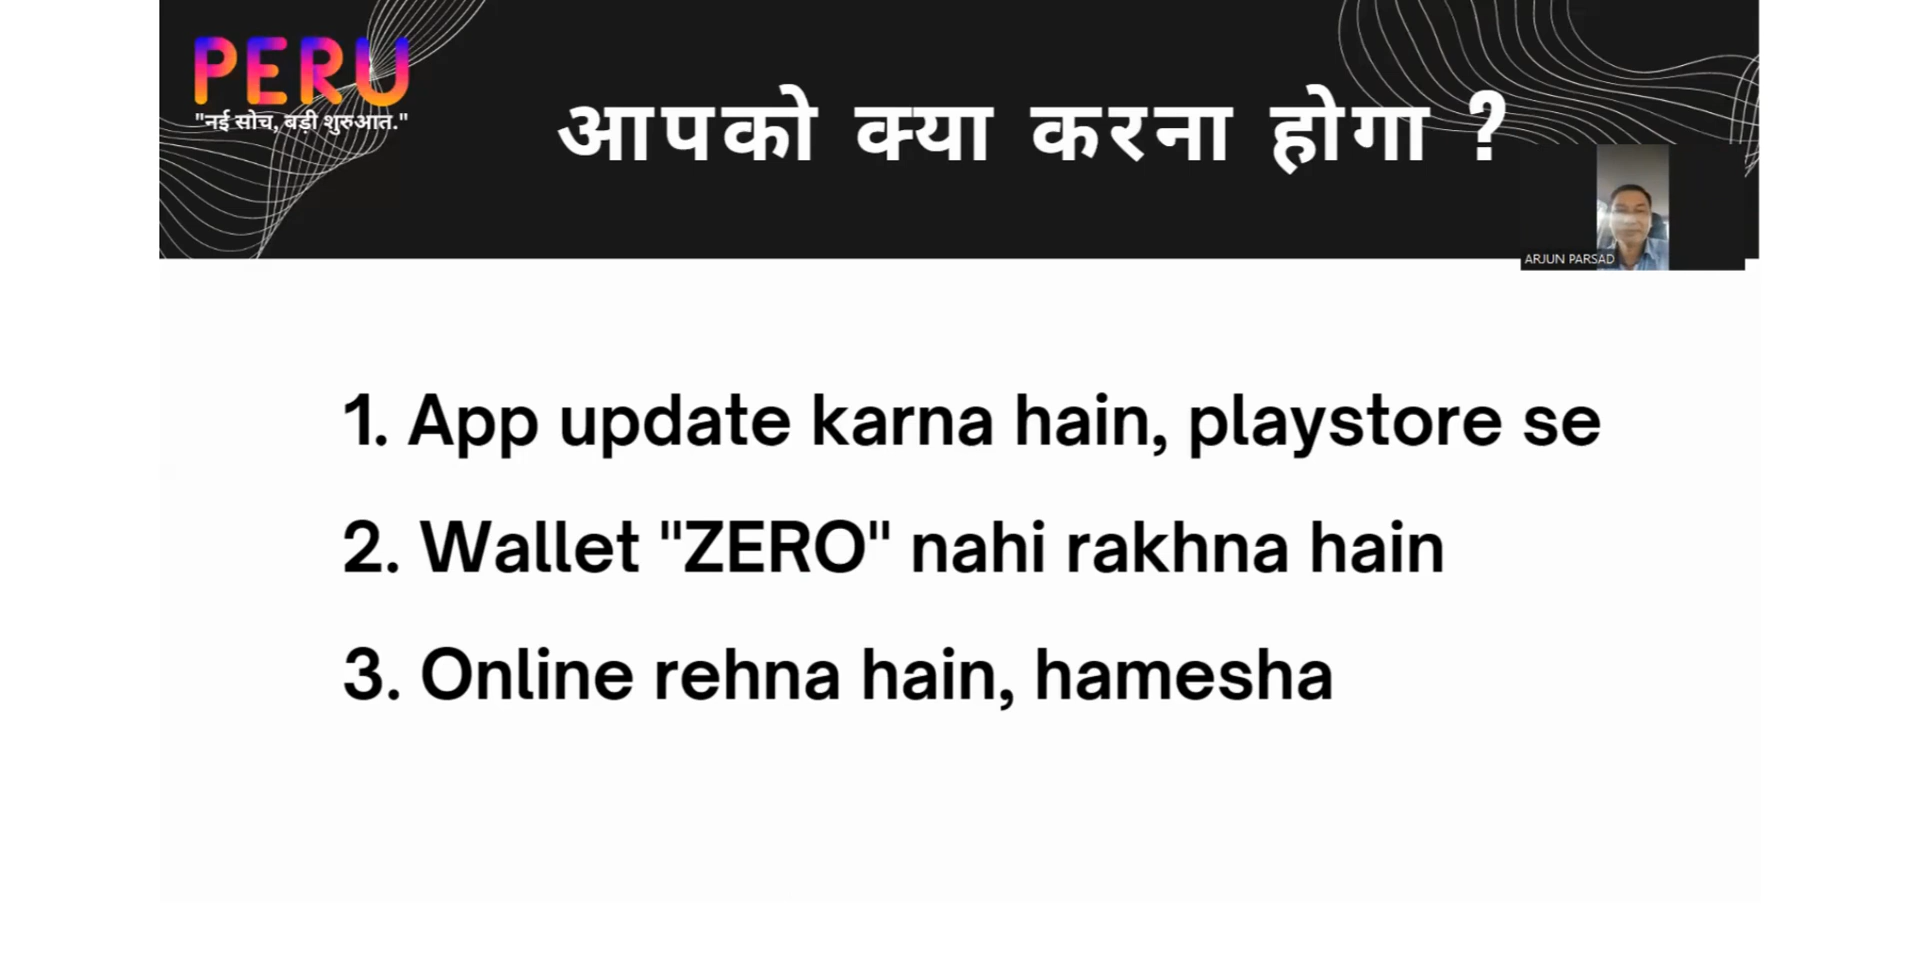 PERU
"नई सोच, बड़ी शुरुआत."
आपको क्या करना होगा ?
ARJUN PARSAD
1. App update karna hain, playstore se
2. Wallet "ZERO" nahi rakhna hain
3. Online rehna hain, hamesha